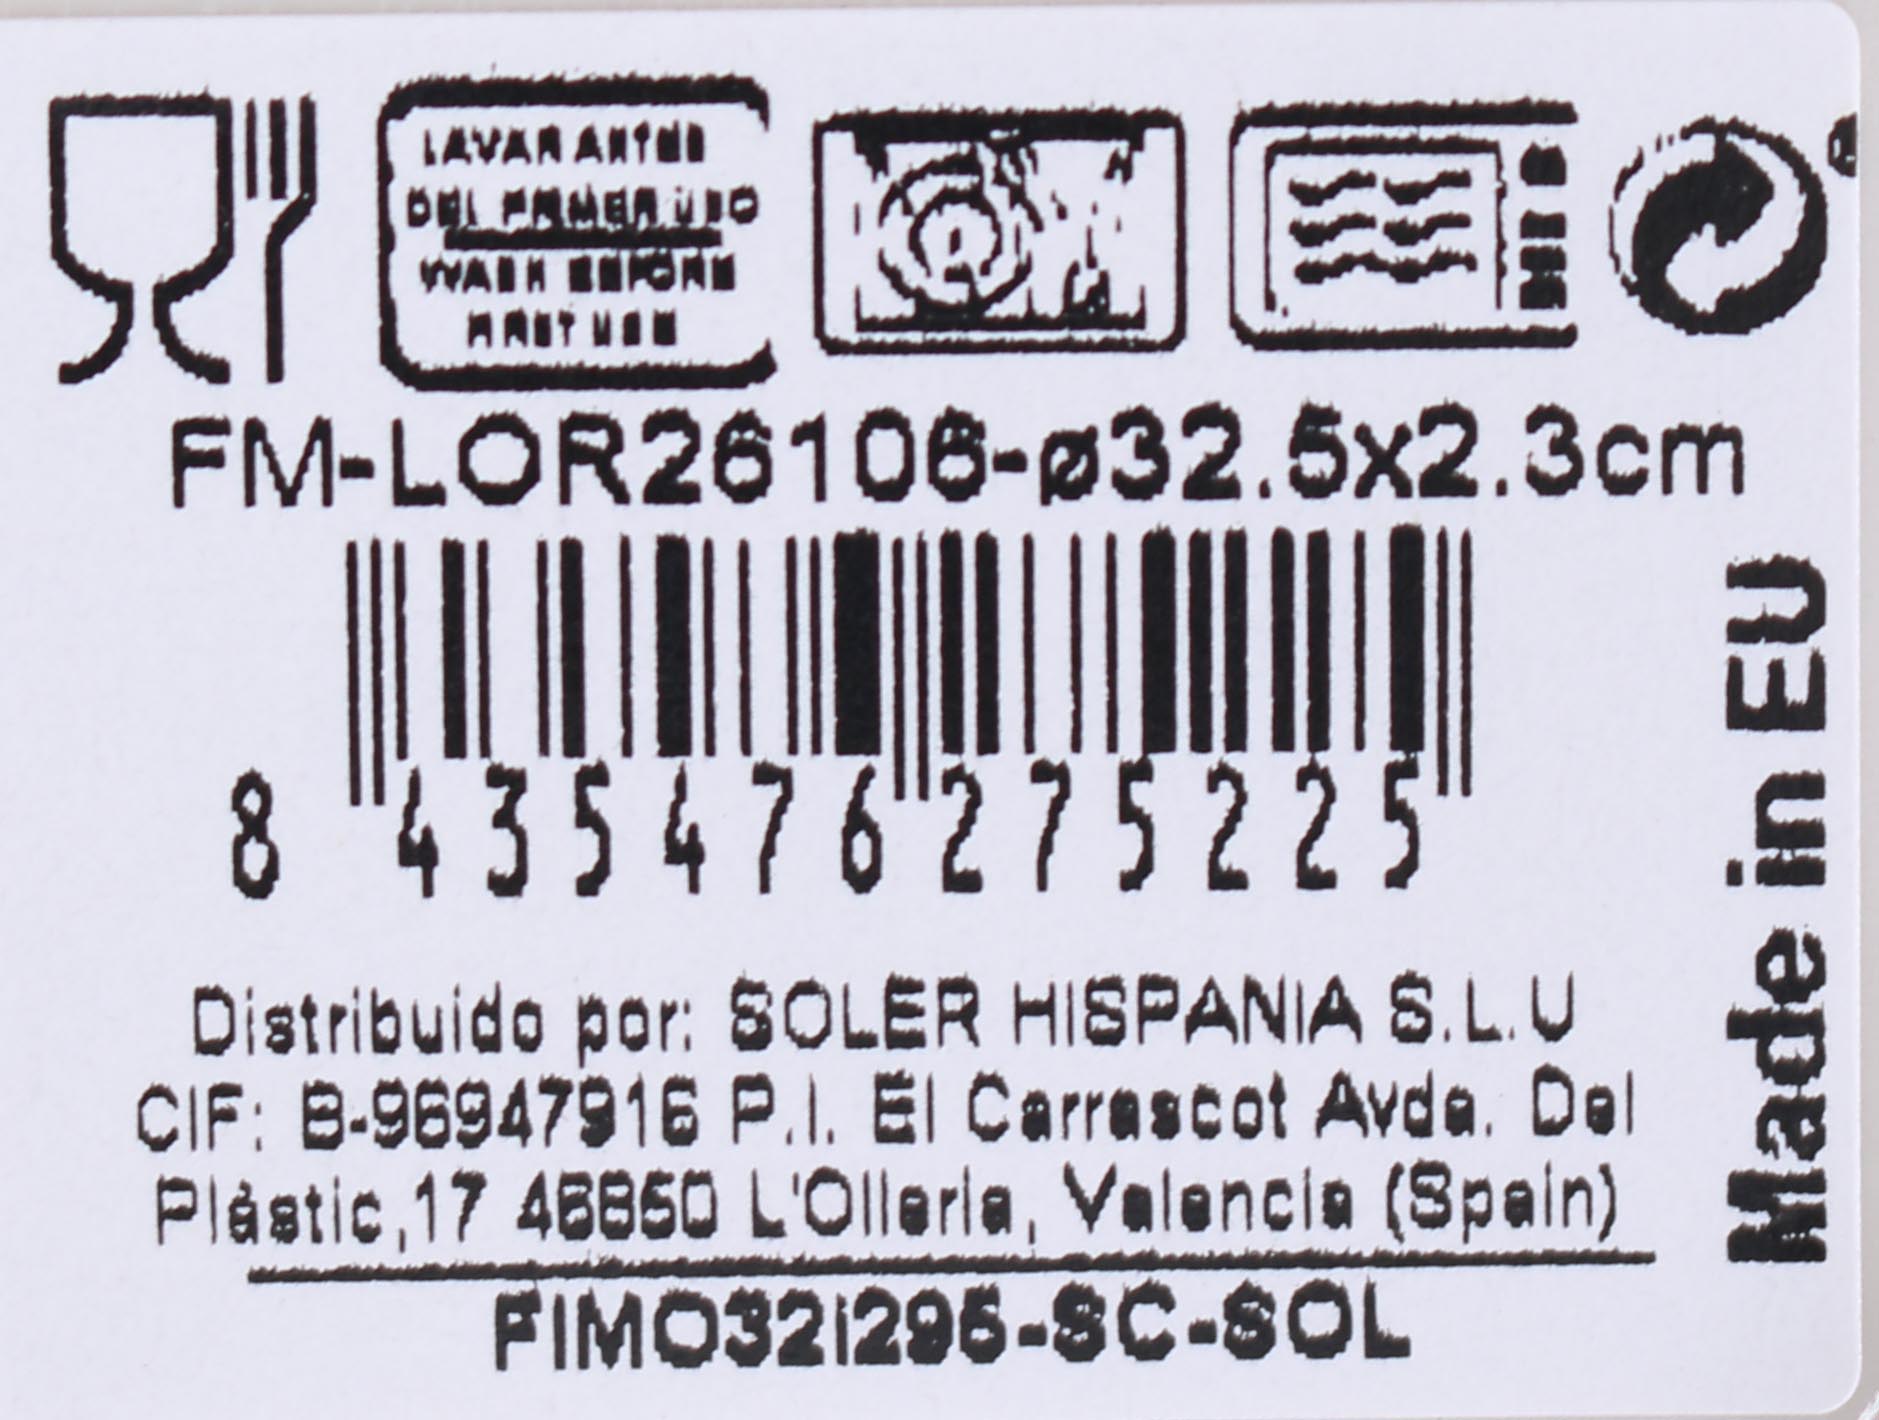 LAVAR ANTES
DEL PRIMER USO
WASH BEFORE
FIRST USE
FM-LOR26106-ø32.5x2.3cm
8 435476 275225
Made in EU
Distribuido por: SOLER HISPANIA S.L.U
CIF: B-96947916 P.I. El Carrascot Avda. Del
Plàstic,17 46850 L'Olleria, Valencia (Spain)
FIMO32i295-SC-SOL